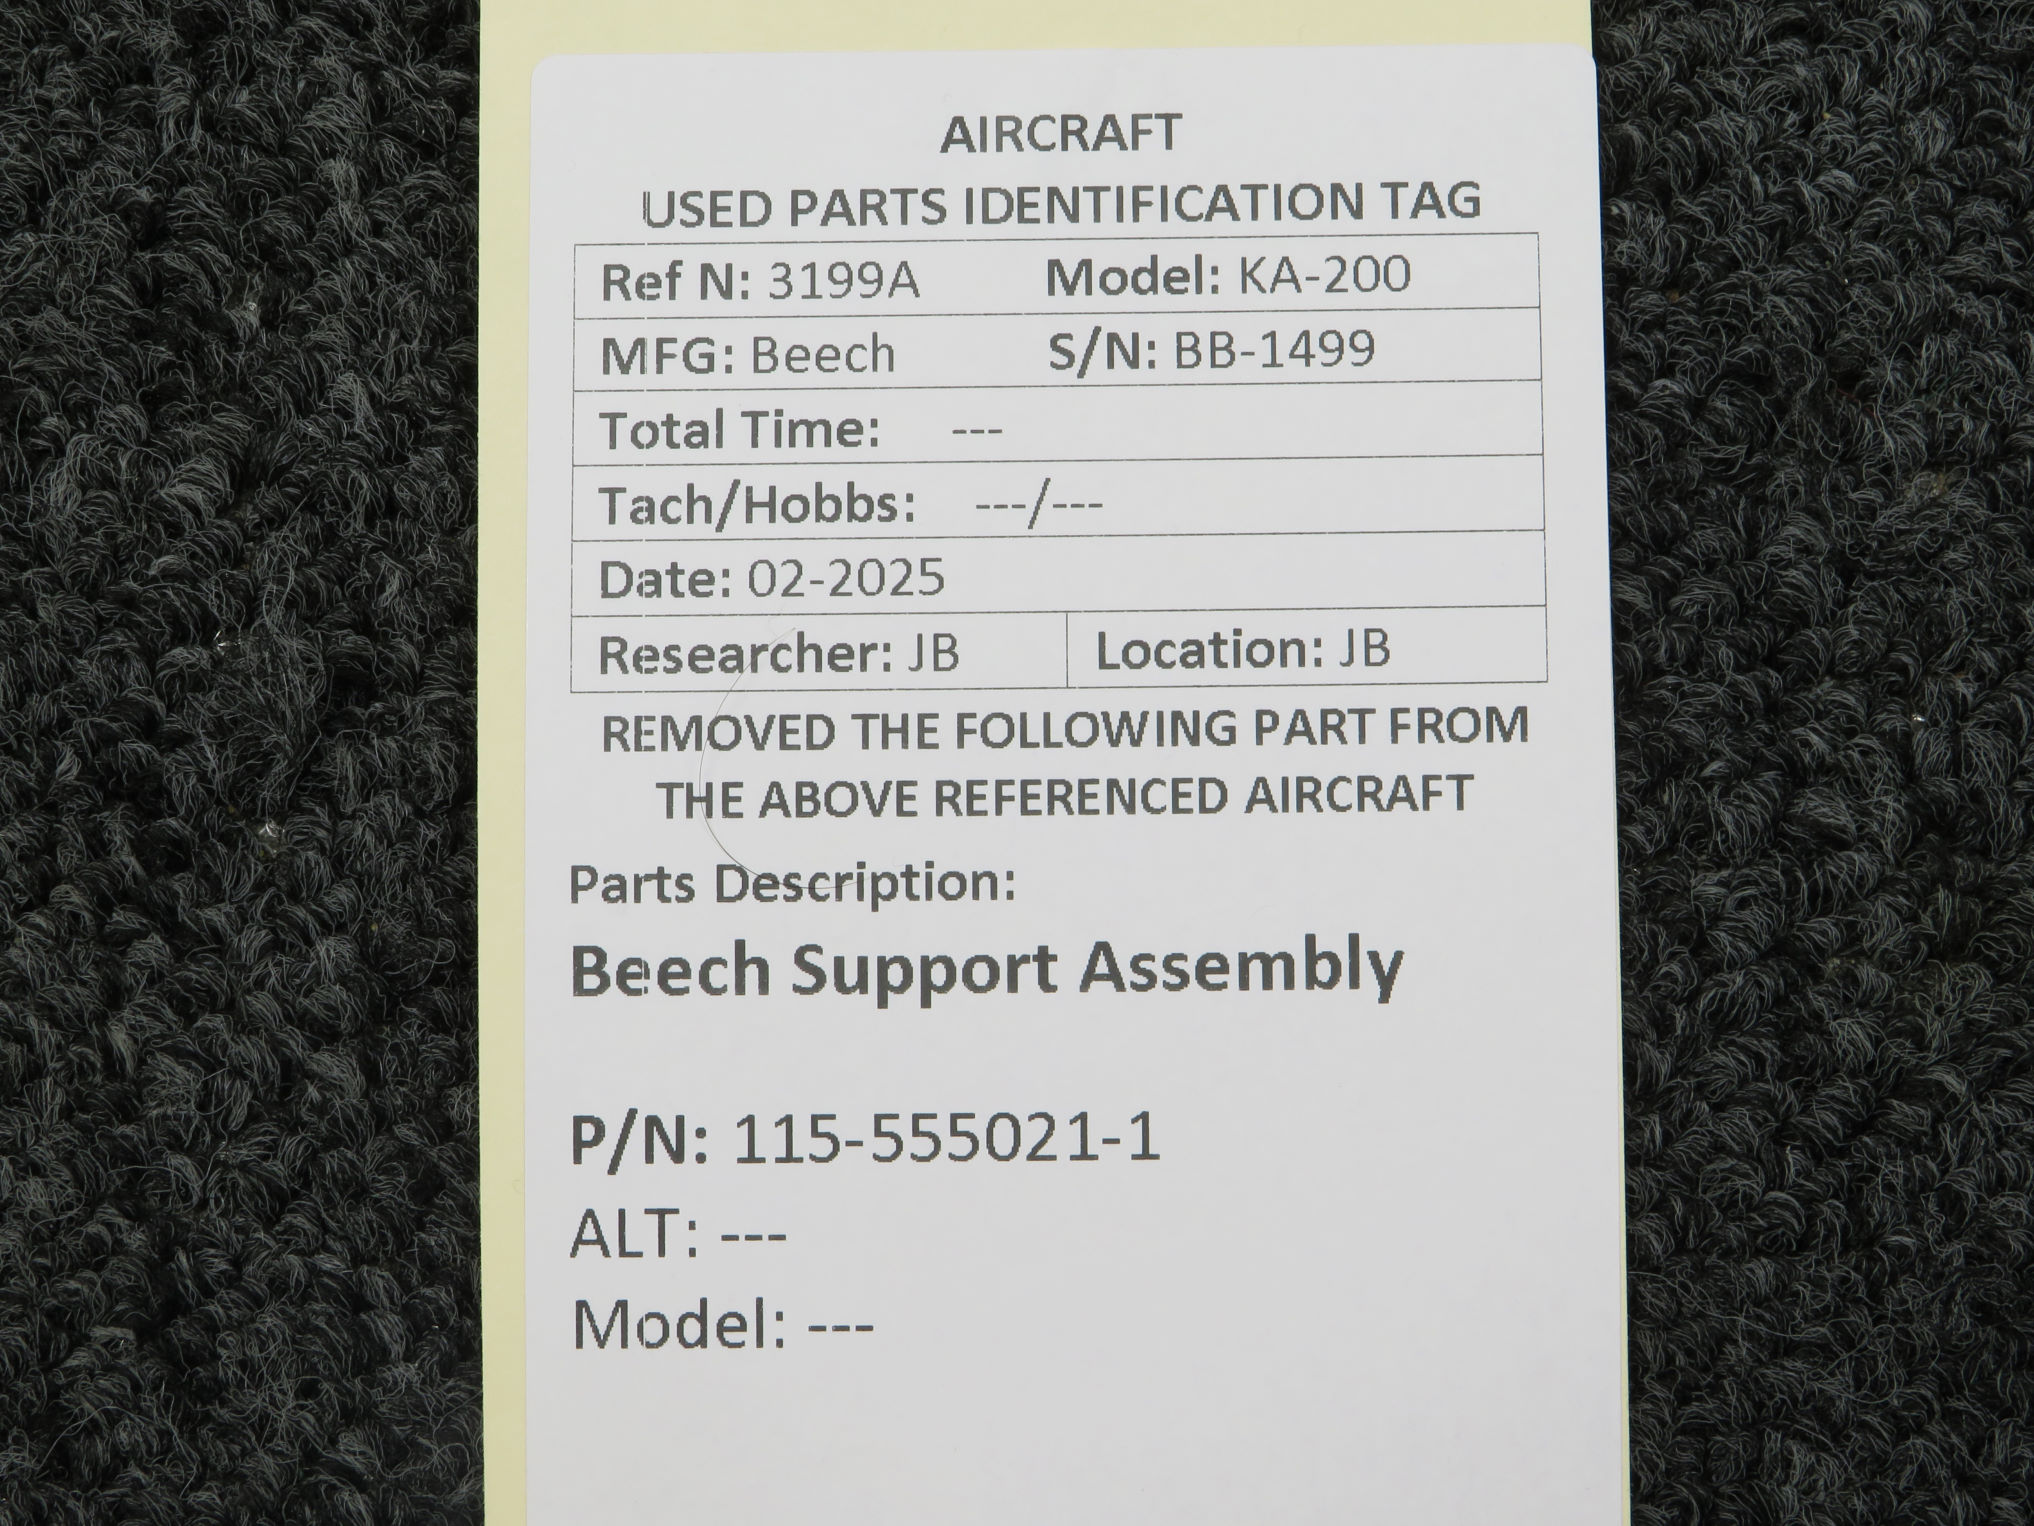 AIRCRAFT
USED PARTS IDENTIFICATION TAG
Ref N: 3199A Model: KA-200
MFG: Beech S/N: BB-1499
Total Time: ---
Tach/Hobbs: ---/---
Date: 02-2025
Researcher: JB Location: JB
REMOVED THE FOLLOWING PART FROM
THE ABOVE REFERENCED AIRCRAFT
Parts Description:
Beech Support Assembly
P/N: 115-555021-1
ALT: ---
Model: ---